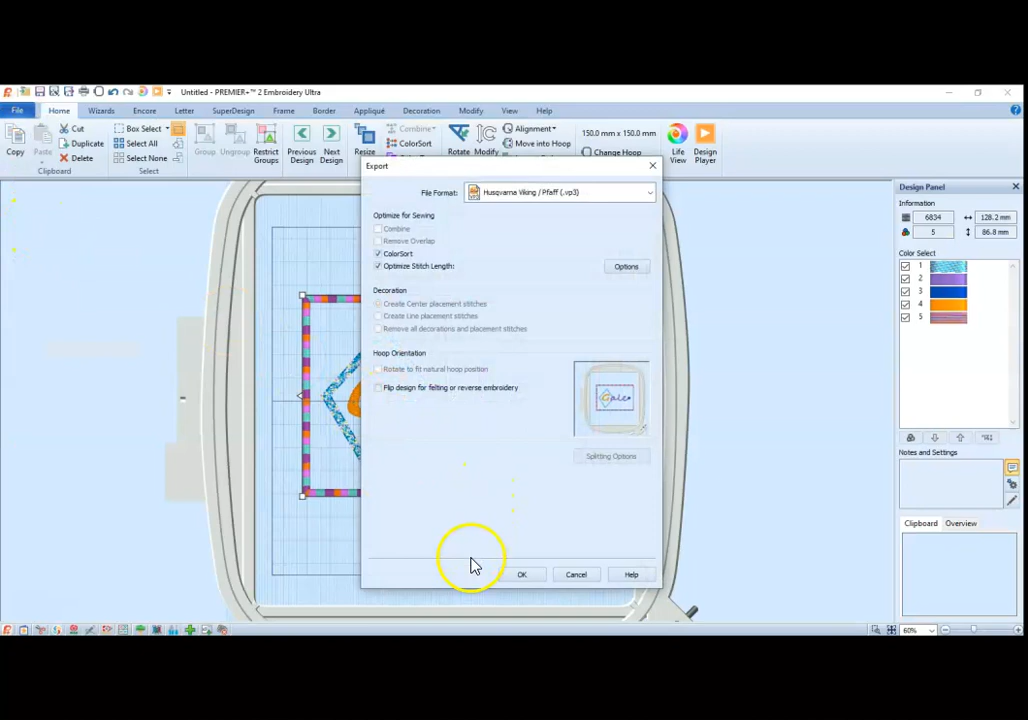 Untitled - PREMIER+™ 2 Embroidery Ultra
File Home Wizards Encore Letter SuperDesign Frame Border Appliqué Decoration Modify View Help
Copy Paste Cut Duplicate Delete Clipboard
Box Select Select All Select None Select
Group Ungroup Restrict Groups
Previous Design Next Design Resize
Combine ColorSort
Rotate Modify Alignment Move into Hoop
150.0 mm x 150.0 mm Change Hoop
Life View Design Player
Export
File Format: Husqvarna Viking / Pfaff (.vp3)
Optimize for Sewing
Combine
Remove Overlap
ColorSort
Optimize Stitch Length: Options
Decoration
Create Center placement stitches
Create Line placement stitches
Remove all decorations and placement stitches
Hoop Orientation
Rotate to fit natural hoop position
Flip design for felting or reverse embroidery
Gale
Splitting Options
OK Cancel Help
Design Panel
Information
6834 128.2 mm
5 86.8 mm
Color Select
1
2
3
4
5
Notes and Settings
Clipboard Overview
60%